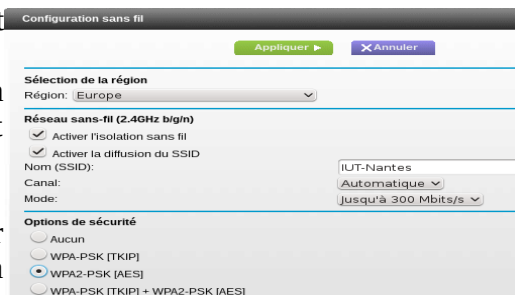 Configuration sans fil
Appliquer ▶ X Annuler
Sélection de la région
Région: Europe
Réseau sans-fil (2.4GHz b/g/n)
Activer l'isolation sans fil
Activer la diffusion du SSID
Nom (SSID): IUT-Nantes
Canal: Automatique
Mode: Jusqu'à 300 Mbits/s
Options de sécurité
Aucun
WPA-PSK [TKIP]
WPA2-PSK [AES]
WPA-PSK [TKIP] + WPA2-PSK [AES]